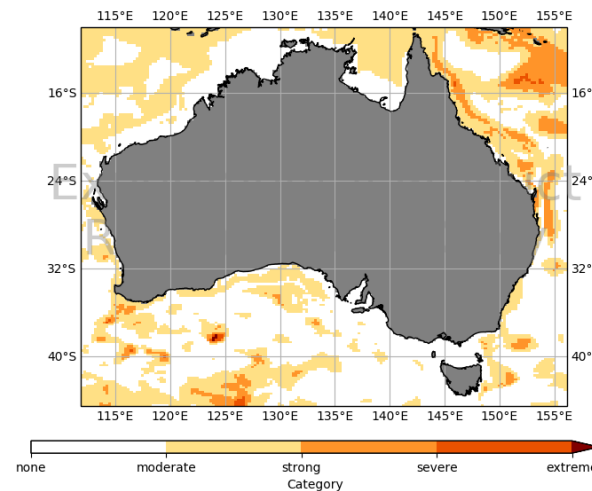 115°E 120°E 125°E 130°E 135°E 140°E 145°E 150°E 155°E
16°S 16°
24°S 24°S
32°S 32°S
40°S 40°S
115°E 120°E 125°E 130°E 135°E 140°E 145°E 150°E 155°E
none moderate strong severe extreme
Category